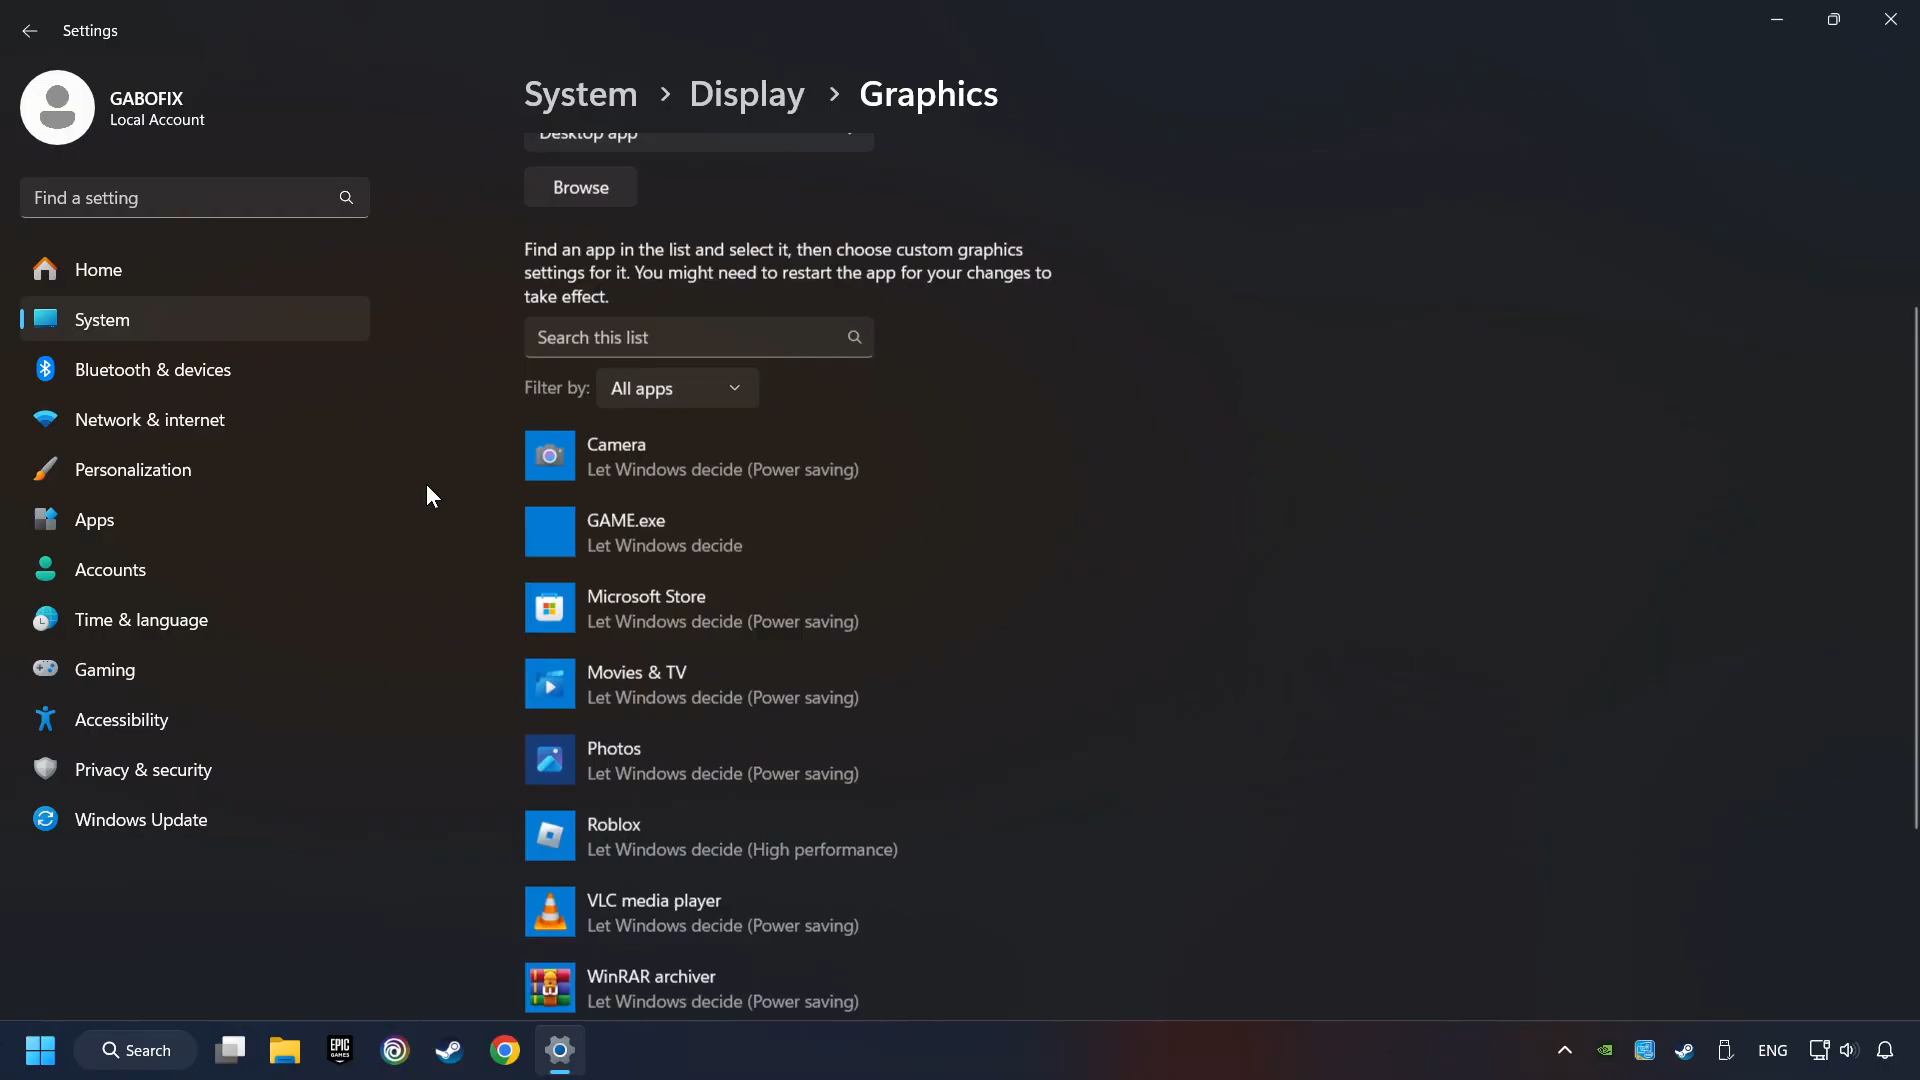 Settings
GABOFIX
Local Account
Find a setting
Home
System
Bluetooth & devices
Network & internet
Personalization
Apps
Accounts
Time & language
Gaming
Accessibility
Privacy & security
Windows Update
System > Display > Graphics
Desktop app
Browse
Find an app in the list and select it, then choose custom graphics
settings for it. You might need to restart the app for your changes to
take effect.
Search this list
Filter by: All apps
Camera
Let Windows decide (Power saving)
GAME.exe
Let Windows decide
Microsoft Store
Let Windows decide (Power saving)
Movies & TV
Let Windows decide (Power saving)
Photos
Let Windows decide (Power saving)
Roblox
Let Windows decide (High performance)
VLC media player
Let Windows decide (Power saving)
WinRAR archiver
Let Windows decide (Power saving)
Search
EPIC
GAMES
ENG